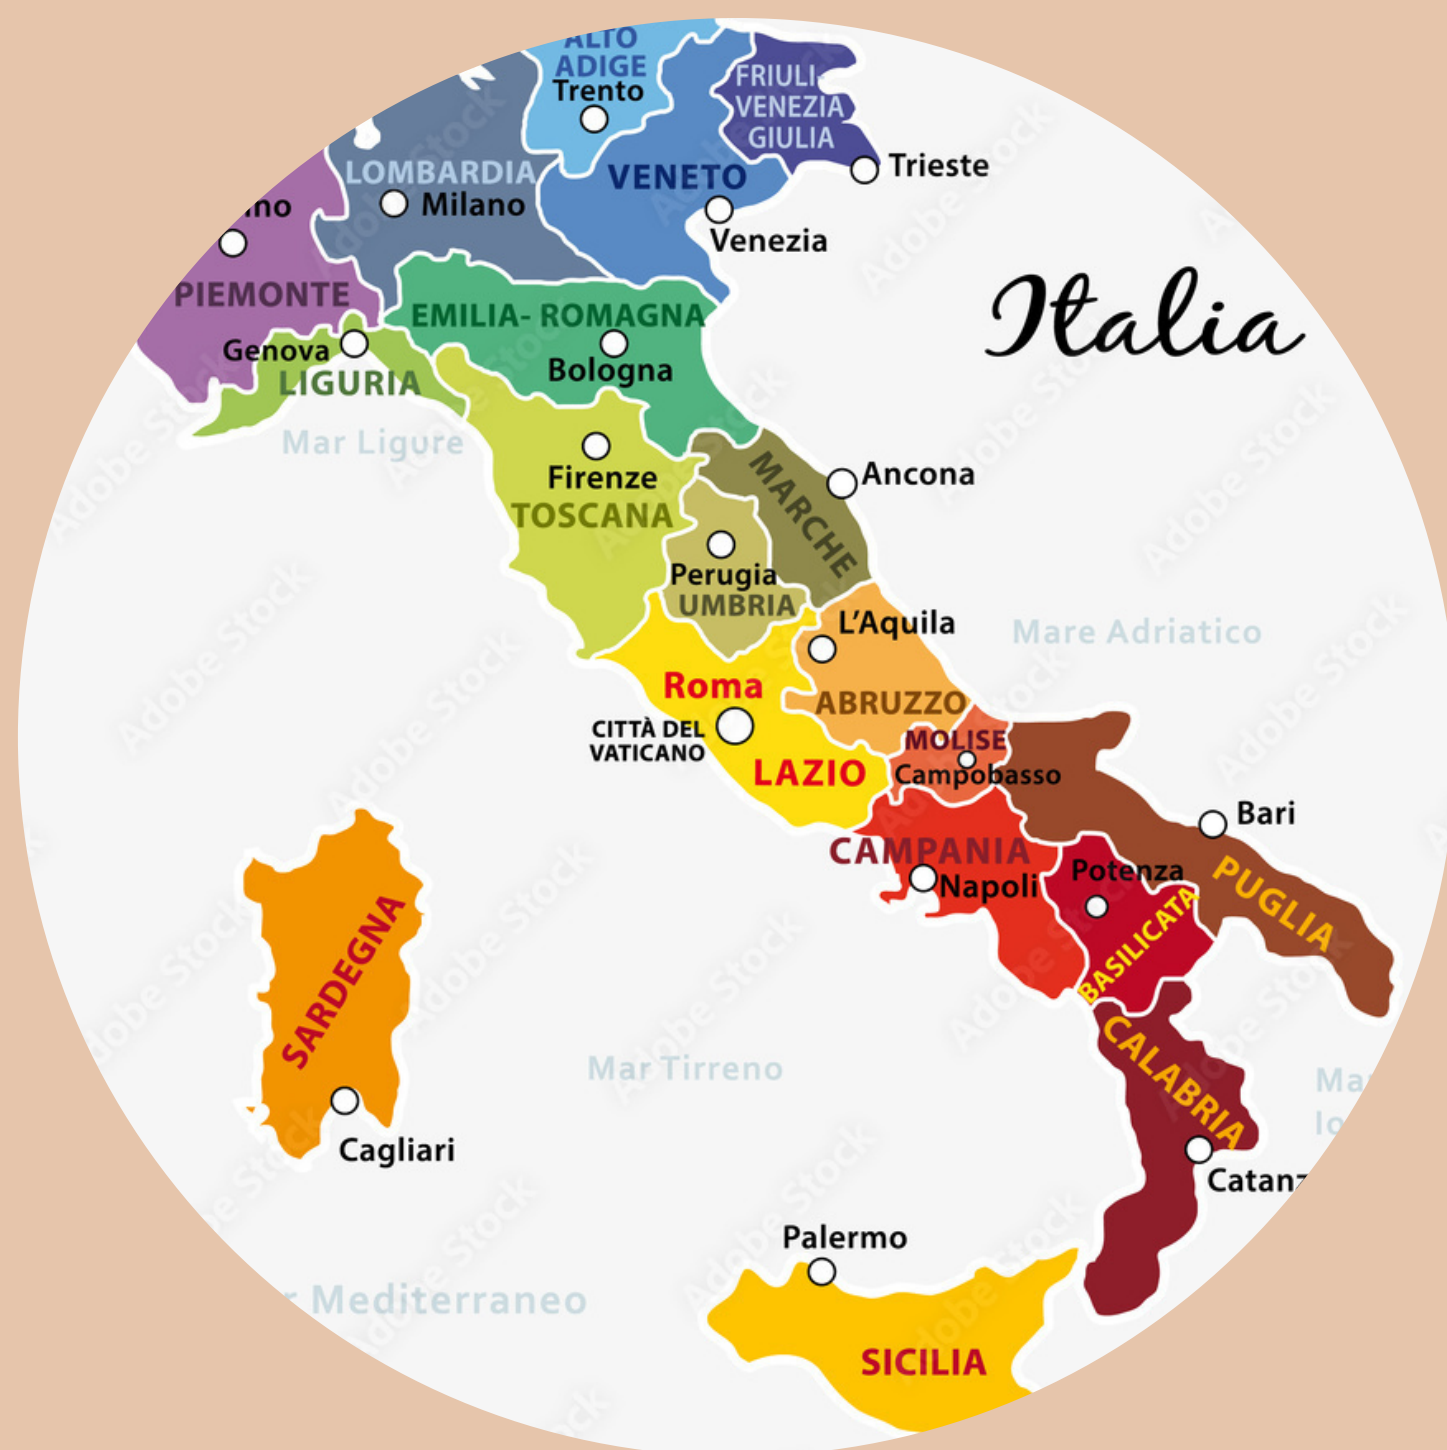 ALTO
ADIGE
Trento
FRIULI-
VENEZIA
GIULIA
Trieste
LOMBARDIA
Milano
VENETO
Venezia
PIEMONTE
Italia
EMILIA- ROMAGNA
Bologna
Genova
LIGURIA
Mar Ligure
Firenze
TOSCANA
MARCHE
Ancona
Perugia
UMBRIA
L'Aquila
Mare Adriatico
ABRUZZO
Roma
CITTÀ DEL
VATICANO
LAZIO
MOLISE
Campobasso
Bari
CAMPANIA
Napoli
Potenza
BASILICATA
PUGLIA
SARDEGNA
Cagliari
Mar Tirreno
CALABRIA
Palermo
Mediterraneo
SICILIA
Adobe Stock